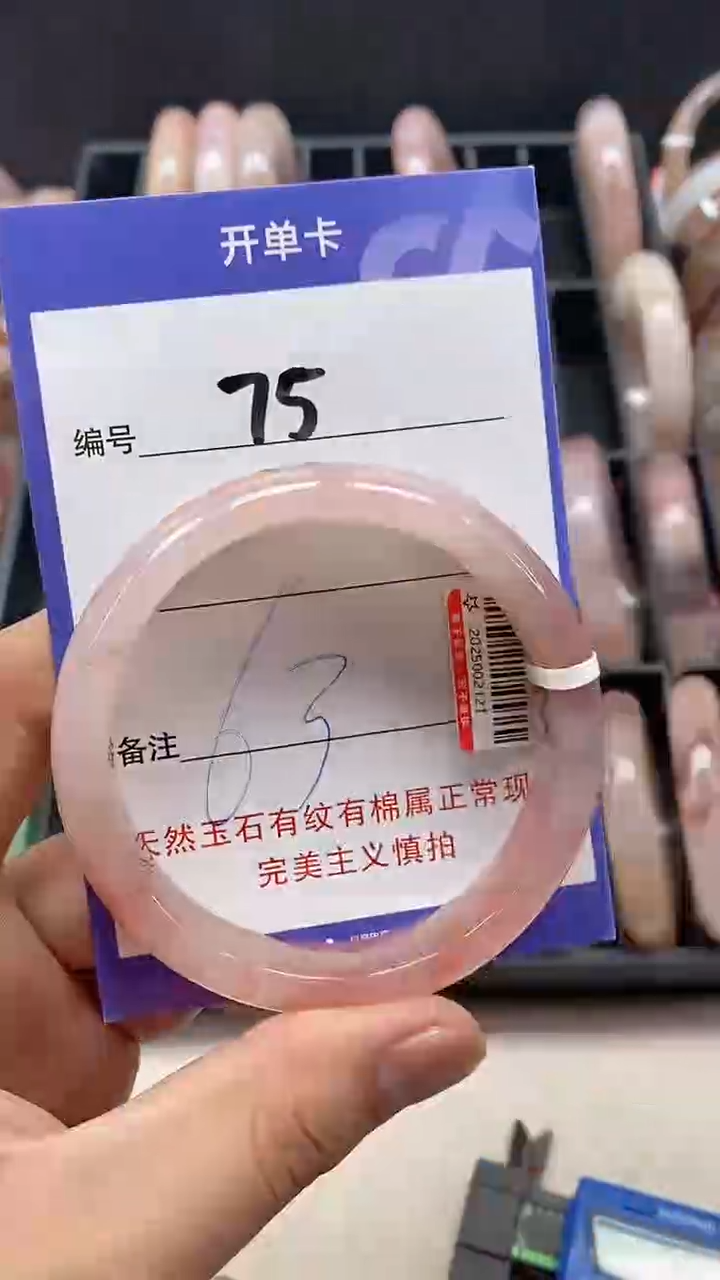 开单卡
编号 75
63
备注
2025002121
天然玉石有纹有棉属正常现
完美主义慎拍